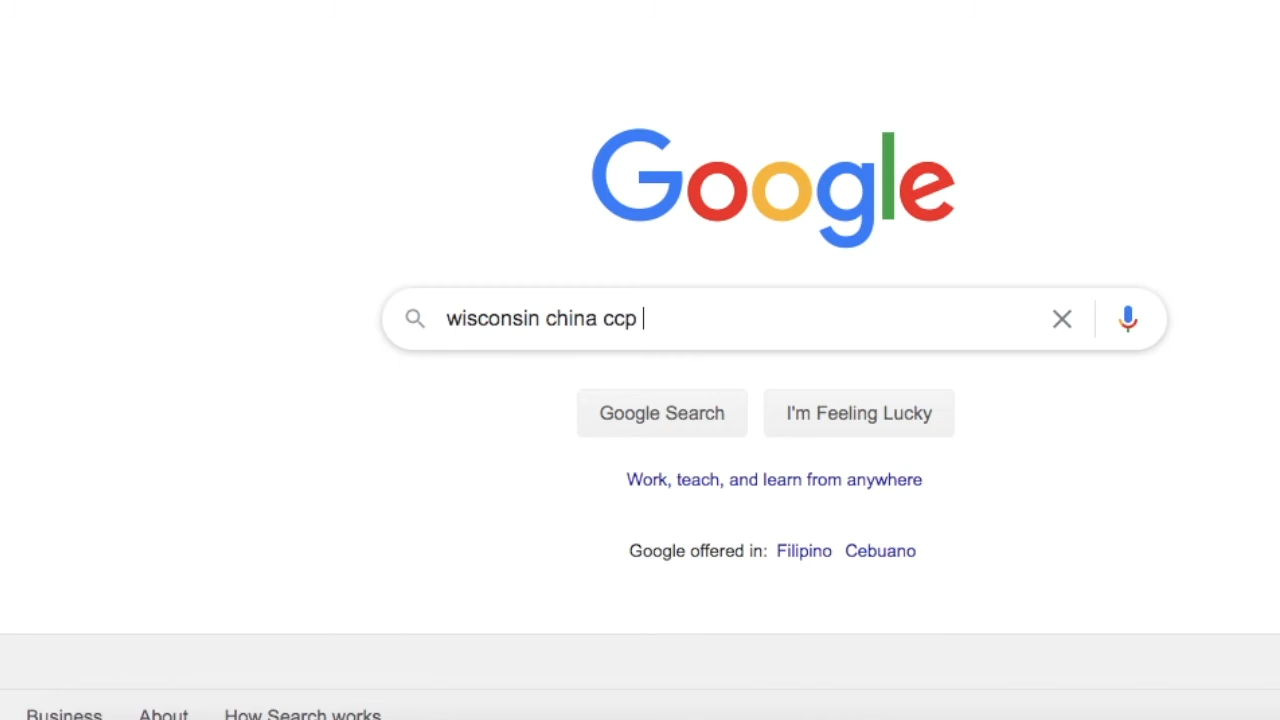 Google
wisconsin china ccp
Google Search I'm Feeling Lucky
Work, teach, and learn from anywhere
Google offered in: Filipino Cebuano
Business About How Search works